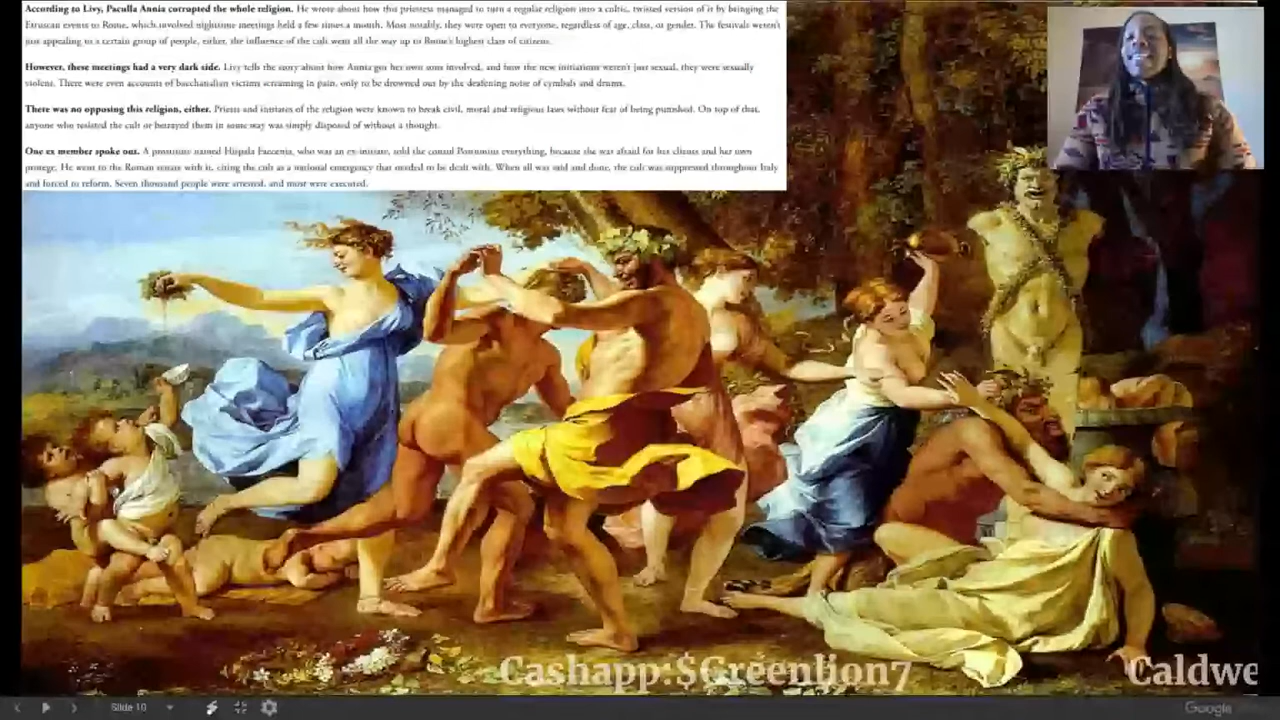 According to Livy, Paculla Annia corrupted the whole religion. He wrote about how this priestess managed to turn a regular religion into a cultic, twisted version of it by bringing the
Etruscan events to Rome, which involved nighttime meetings held a few times a month. Most notably, they were open to everyone, regardless of age, class, or gender. The festivals weren't
just appealing to a certain group of people, either, the influence of the cult went all the way up to Rome's highest class of citizens.
However, these meetings had a very dark side. Livy tells the story about how Annia got her own sons involved, and how the new initiations weren't just sexual, they were sexually
violent. There were even accounts of bacchanalian victims screaming in pain, only to be drowned out by the deafening noise of cymbals and drums.
There was no opposing this religion, either. Priests and initiates of the religion were known to break civil, moral and religious laws without fear of being punished. On top of that,
anyone who resisted the cult or betrayed them in some way was simply disposed of without a thought.
One ex member spoke out. A prostitute named Hispala Faecenia, who was an ex-initiate, told the consul Postumius everything, because she was afraid for his clients and her own
protege. He went to the Roman senate with it, citing the cult as a national emergency that needed to be dealt with. When all was said and done, the cult was suppressed throughout Italy
and forced to reform. Seven thousand people were arrested, and most were executed.
Cashapp:$Greenlion7 Caldwe
Slide 10 Google